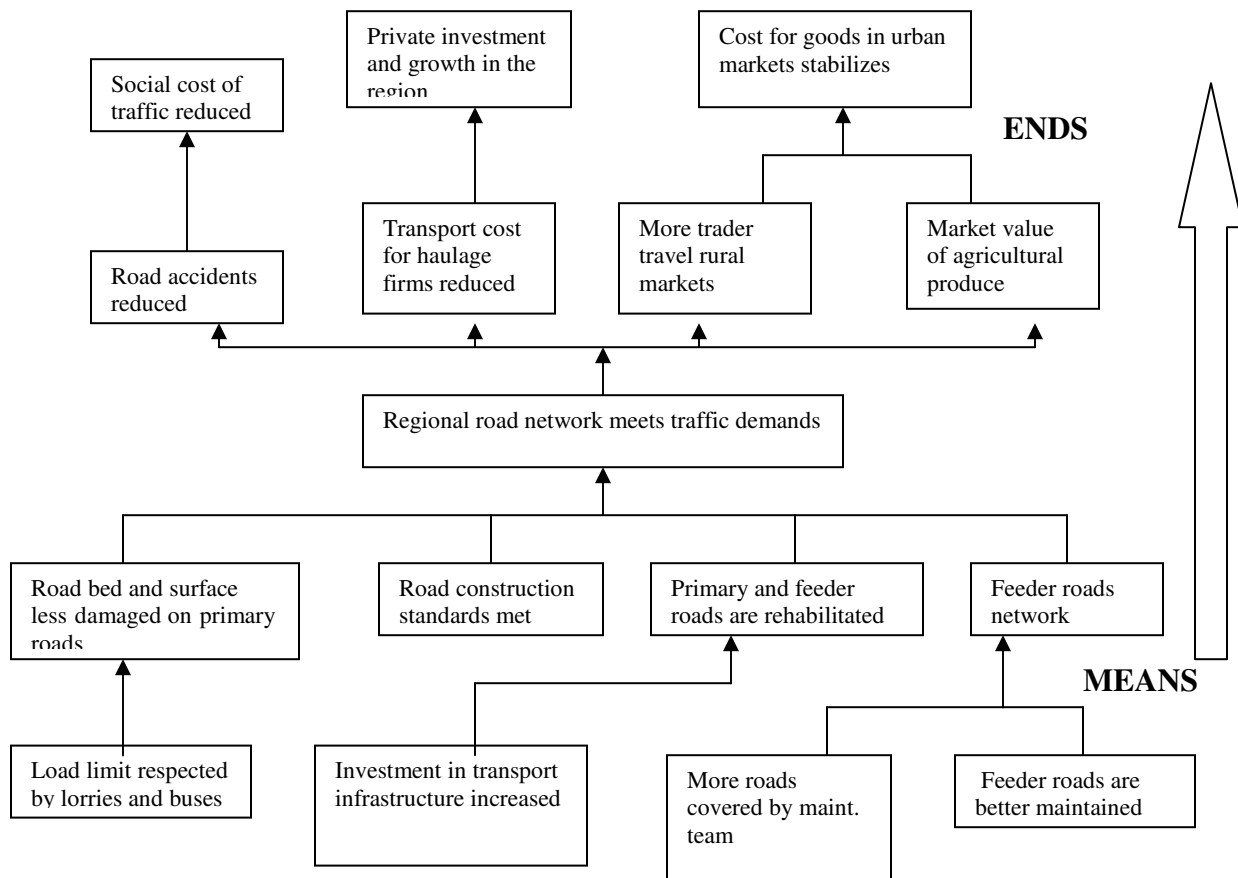 Social cost of
traffic reduced
Private investment
and growth in the
region
Cost for goods in urban
markets stabilizes
ENDS
Road accidents
reduced
Transport cost
for haulage
firms reduced
More trader
travel rural
markets
Market value
of agricultural
produce
Regional road network meets traffic demands
Road bed and surface
less damaged on primary
roads
Road construction
standards met
Primary and feeder
roads are rehabilitated
Feeder roads
network
MEANS
Load limit respected
by lorries and buses
Investment in transport
infrastructure increased
More roads
covered by maint.
team
Feeder roads are
better maintained